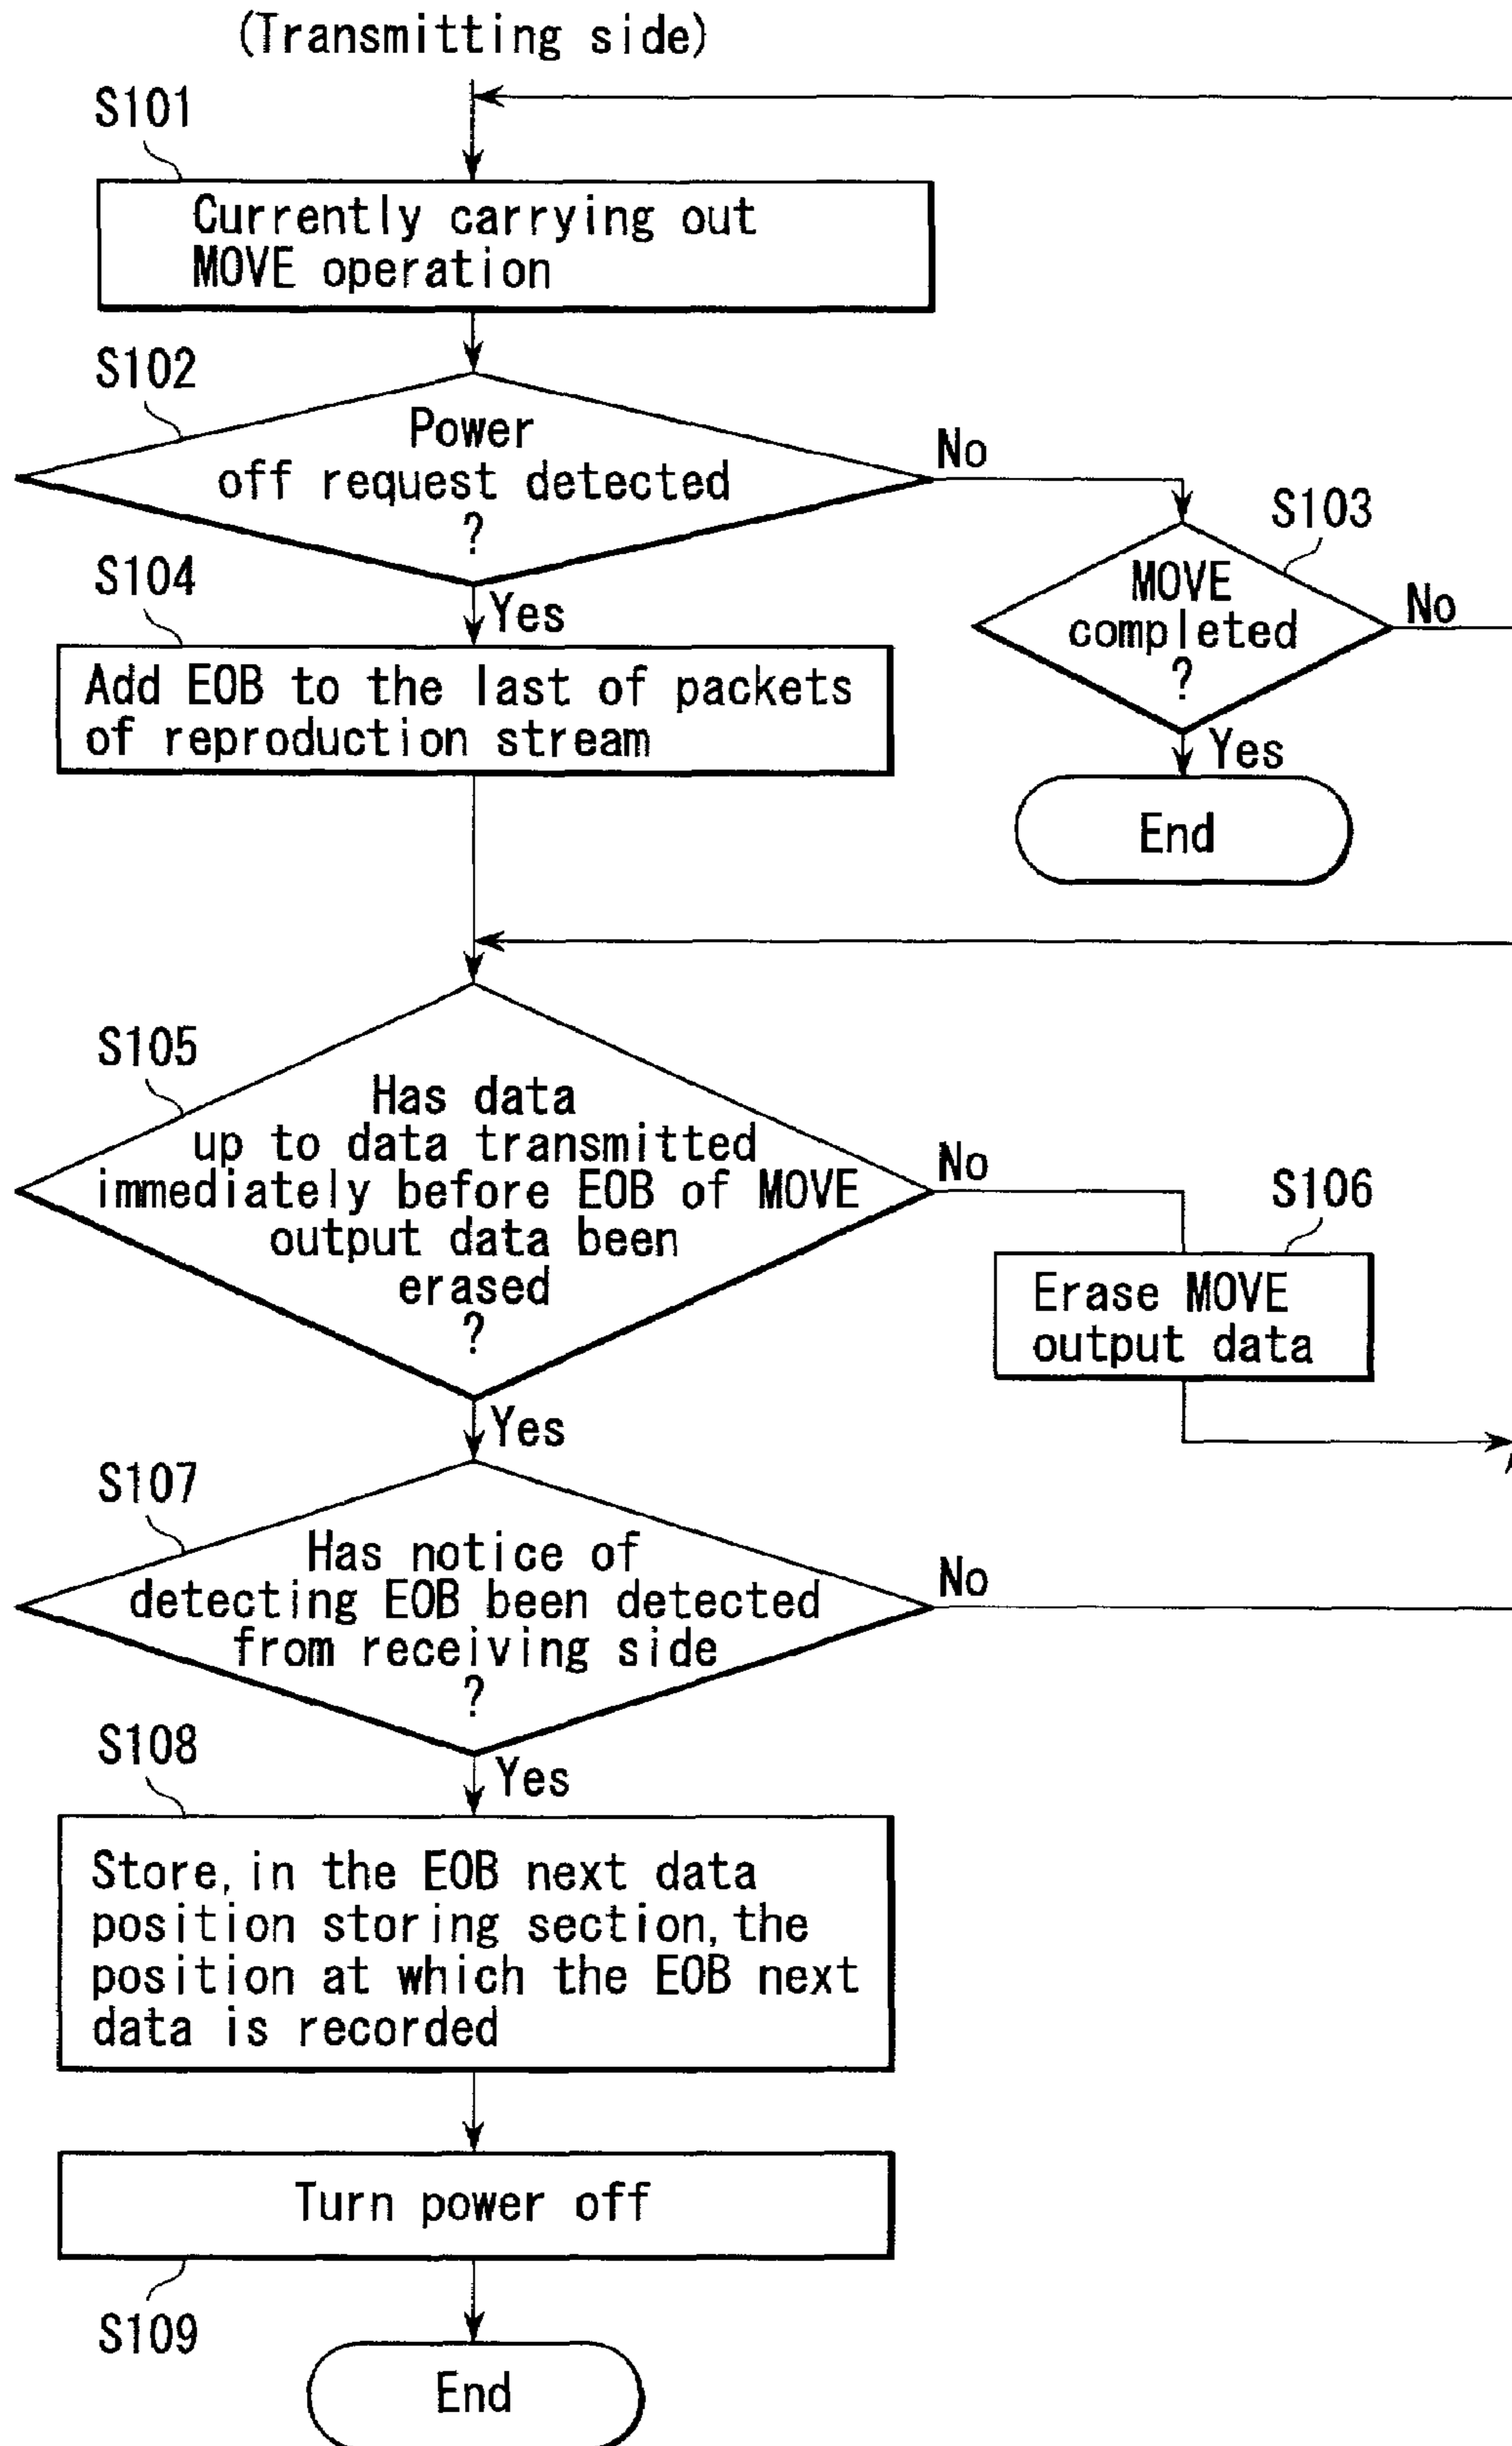 (Transmitting side)
S101
Currently carrying out
MOVE operation
S102
Power
off request detected
?
No
S103
MOVE
completed
?
No
Yes
End
Yes
S104
Add EOB to the last of packets
of reproduction stream
S105
Has data
up to data transmitted
immediately before EOB of MOVE
output data been
erased
?
No
S106
Erase MOVE
output data
Yes
S107
Has notice of
detecting EOB been detected
from receiving side
?
No
Yes
S108
Store, in the EOB next data
position storing section, the
position at which the EOB next
data is recorded
Turn power off
S109
End